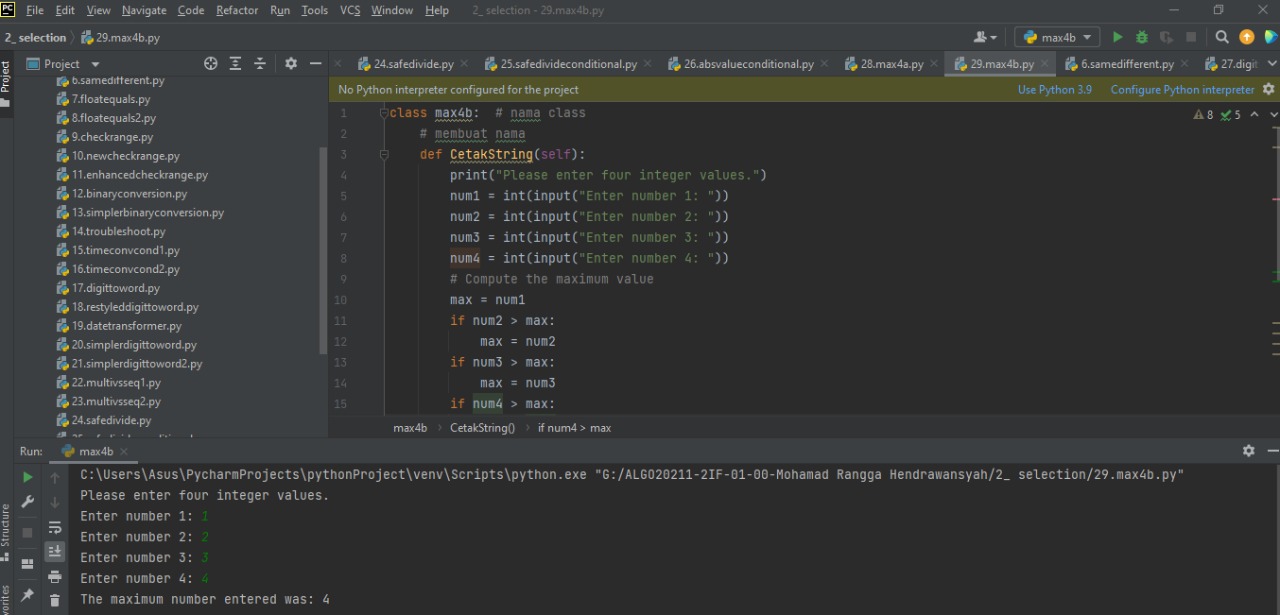 PC File Edit View Navigate Code Refactor Run Tools VCS Window Help 2_ selection - 29.max4b.py
2_ selection 29.max4b.py max4b
Project
Project
24.safedivide.py 25.safedivideconditional.py 26.absvalueconditional.py 28.max4a.py 29.max4b.py 6.samedifferent.py 27.digit
6.samedifferent.py
7.floatequals.py
8.floatequals2.py
9.checkrange.py
10.newcheckrange.py
11.enhancedcheckrange.py
12.binaryconversion.py
13.simplerbinaryconversion.py
14.troubleshoot.py
15.timeconvcond1.py
16.timeconvcond2.py
17.digittoword.py
18.restyleddigittoword.py
19.datetransformer.py
20.simplerdigittoword.py
21.simplerdigittoword2.py
22.multivsseq1.py
23.multivsseq2.py
24.safedivide.py
No Python interpreter configured for the project Use Python 3.9 Configure Python interpreter
8 5
1 class max4b: # nama class
2 # membuat nama
3 def CetakString(self):
4 print("Please enter four integer values.")
5 num1 = int(input("Enter number 1: "))
6 num2 = int(input("Enter number 2: "))
7 num3 = int(input("Enter number 3: "))
8 num4 = int(input("Enter number 4: "))
9 # Compute the maximum value
10 max = num1
11 if num2 > max:
12 max = num2
13 if num3 > max:
14 max = num3
15 if num4 > max:
max4b CetakString() if num4 > max
Run: max4b
C:\Users\Asus\PycharmProjects\pythonProject\venv\Scripts\python.exe "G:/ALGO20211-2IF-01-00-Mohamad Rangga Hendrawansyah/2_ selection/29.max4b.py"
Please enter four integer values.
Enter number 1: 1
Enter number 2: 2
Enter number 3: 3
Enter number 4: 4
The maximum number entered was: 4
Structure